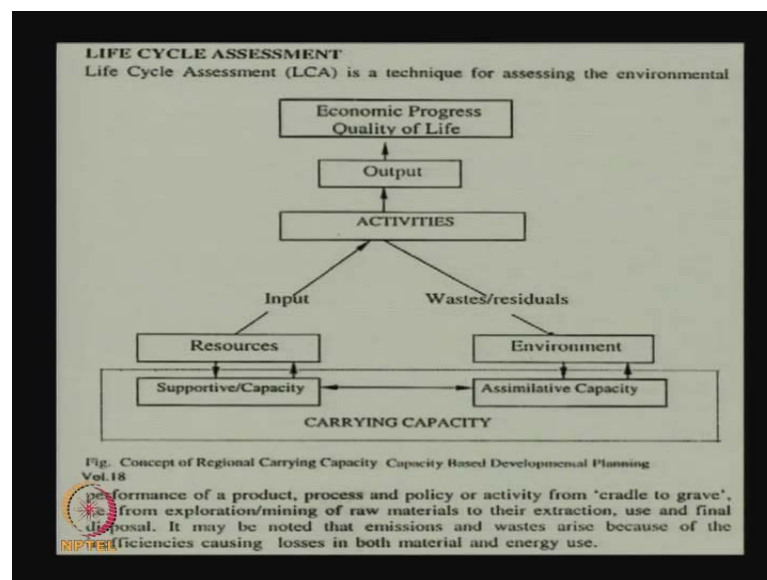 LIFE CYCLE ASSESSMENT
Life Cycle Assessment (LCA) is a technique for assessing the environmental
Economic Progress
Quality of Life
Output
ACTIVITIES
Input
Wastes/residuals
Resources
Environment
Supportive/Capacity
Assimilative Capacity
CARRYING CAPACITY
Fig. Concept of Regional Carrying Capacity Capacity Based Developmental Planning
Vol.18
performance of a product, process and policy or activity from 'cradle to grave',
from exploration/mining of raw materials to their extraction, use and final
disposal. It may be noted that emissions and wastes arise because of the
causing losses in both material and energy use.
NPTEL